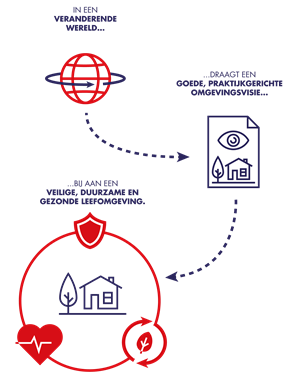 IN EEN
VERANDERENDE
WERELD...
...DRAAGT EEN
GOEDE, PRAKTIJKGERICHTE
OMGEVINGSVISIE...
...BIJ AAN EEN
VEILIGE, DUURZAME EN
GEZONDE LEEFOMGEVING.